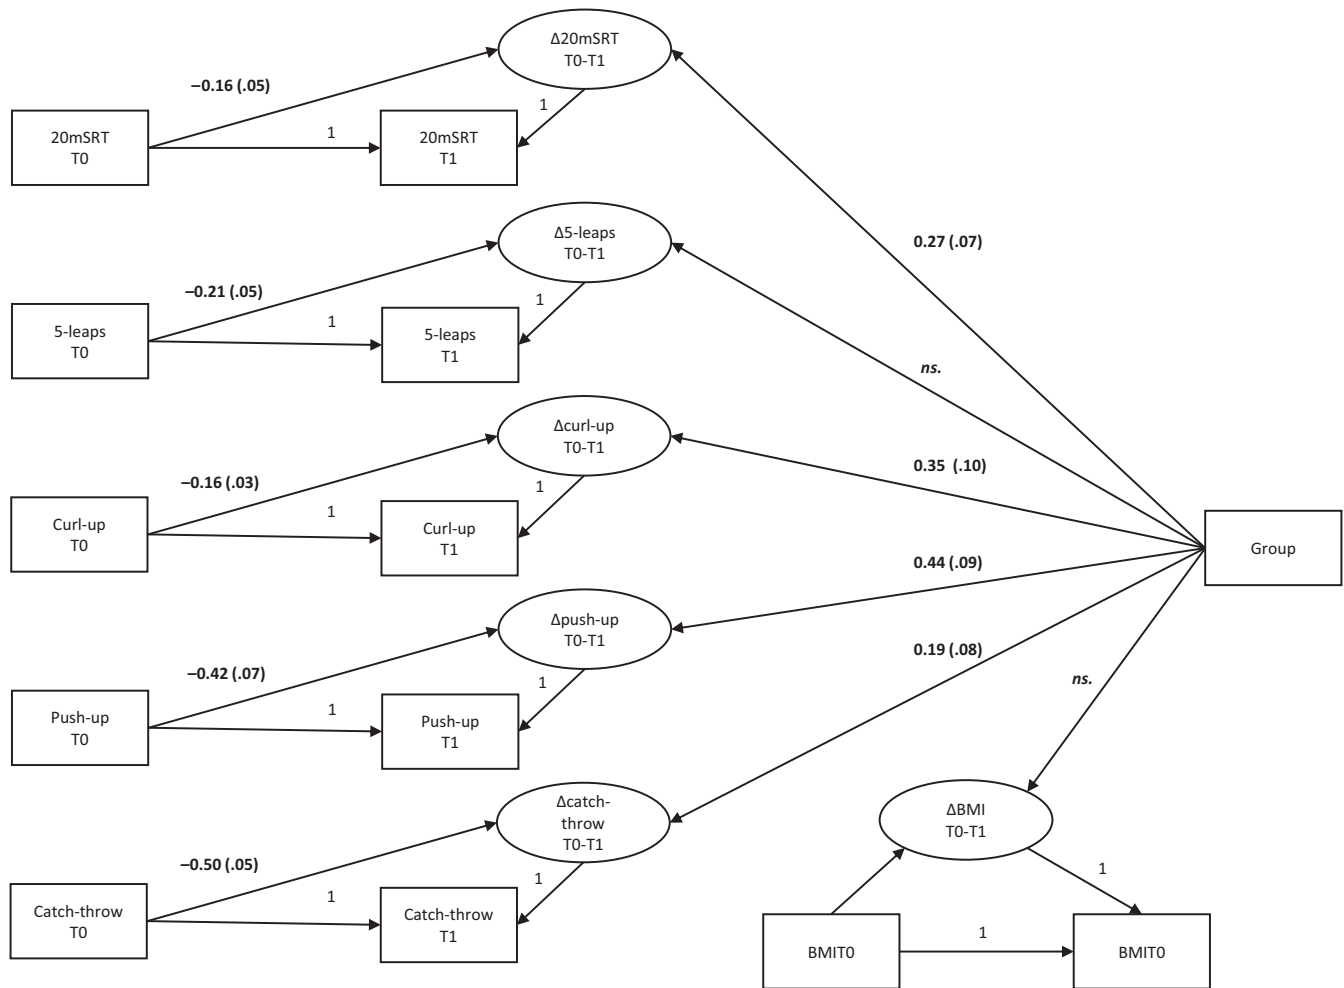 Δ20mSRT
T0-T1
–0.16 (.05)
1
20mSRT
T0
1
20mSRT
T1
Δ5-leaps
T0-T1
0.27 (.07)
–0.21 (.05)
1
5-leaps
T0
1
5-leaps
T1
ns.
Δcurl-up
T0-T1
0.35 (.10)
–0.16 (.03)
1
Curl-up
T0
1
Curl-up
T1
Group
0.44 (.09)
Δpush-up
T0-T1
0.19 (.08)
–0.42 (.07)
1
ns.
Push-up
T0
1
Push-up
T1
Δcatch-
throw
T0-T1
ΔBMI
T0-T1
–0.50 (.05)
1
1
Catch-throw
T0
1
Catch-throw
T1
BMIT0
1
BMIT0